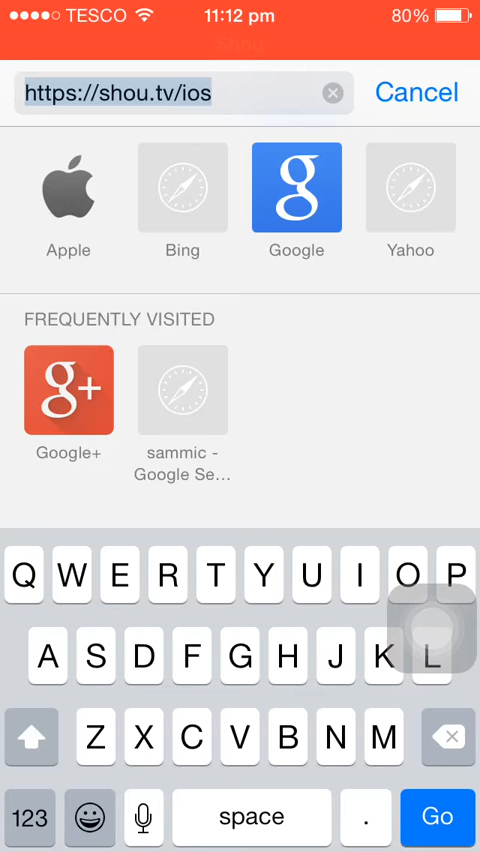 TESCO 11:12 pm 80%
Shou
https://shou.tv/ios Cancel
Apple Bing Google Yahoo
FREQUENTLY VISITED
Google+ sammic -
Google Se...
Q W E R T Y U I O P
A S D F G H J K L
Z X C V B N M
123 space . Go